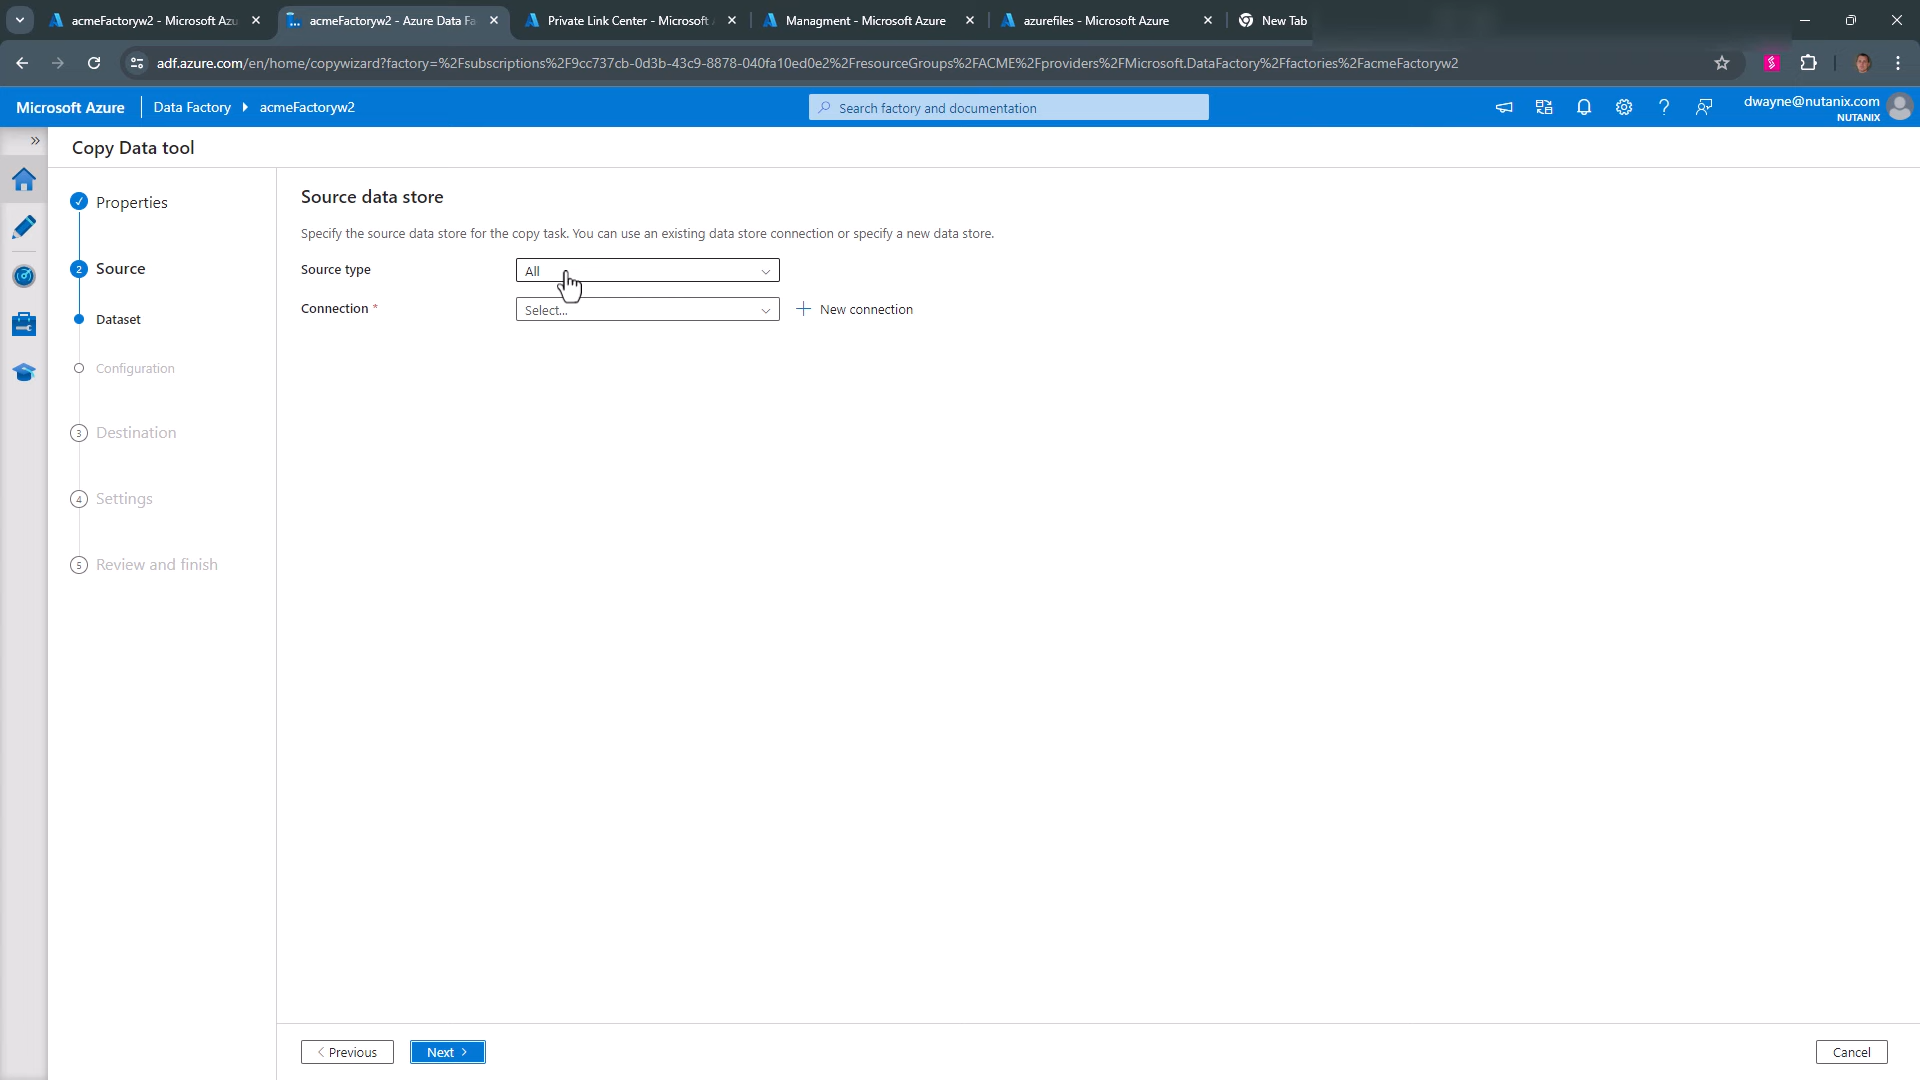 acmeFactoryw2 - Microsoft Azu
acmeFactoryw2 - Azure Data Fa
Private Link Center - Microsoft
Managment - Microsoft Azure
azurefiles - Microsoft Azure
New Tab
adf.azure.com/en/home/copywizard?factory=%2Fsubscriptions%2F9cc737cb-0d3b-43c9-8878-040fa10ed0e2%2FresourceGroups%2FACME%2Fproviders%2FMicrosoft.DataFactory%2Ffactories%2FacmeFactoryw2
Microsoft Azure
Data Factory
acmeFactoryw2
Search factory and documentation
dwayne@nutanix.com
NUTANIX
Copy Data tool
Properties
2 Source
Dataset
Configuration
3 Destination
4 Settings
5 Review and finish
Source data store
Specify the source data store for the copy task. You can use an existing data store connection or specify a new data store.
Source type
All
Connection *
Select...
New connection
< Previous
Next >
Cancel